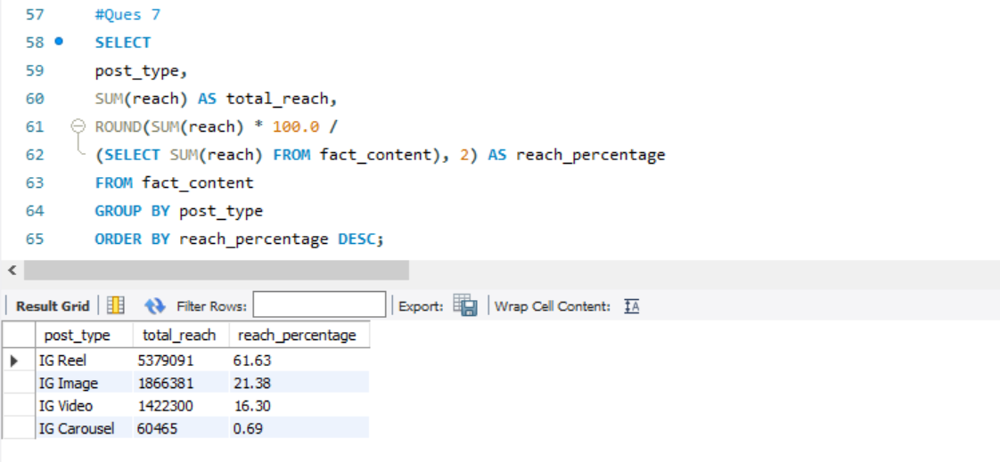 57 #Ques 7
58 SELECT
59 post_type,
60 SUM(reach) AS total_reach,
61 ROUND(SUM(reach) * 100.0 /
62 (SELECT SUM(reach) FROM fact_content), 2) AS reach_percentage
63 FROM fact_content
64 GROUP BY post_type
65 ORDER BY reach_percentage DESC;
Result Grid Filter Rows: Export: Wrap Cell Content: IA
post_type total_reach reach_percentage
IG Reel 5379091 61.63
IG Image 1866381 21.38
IG Video 1422300 16.30
IG Carousel 60465 0.69